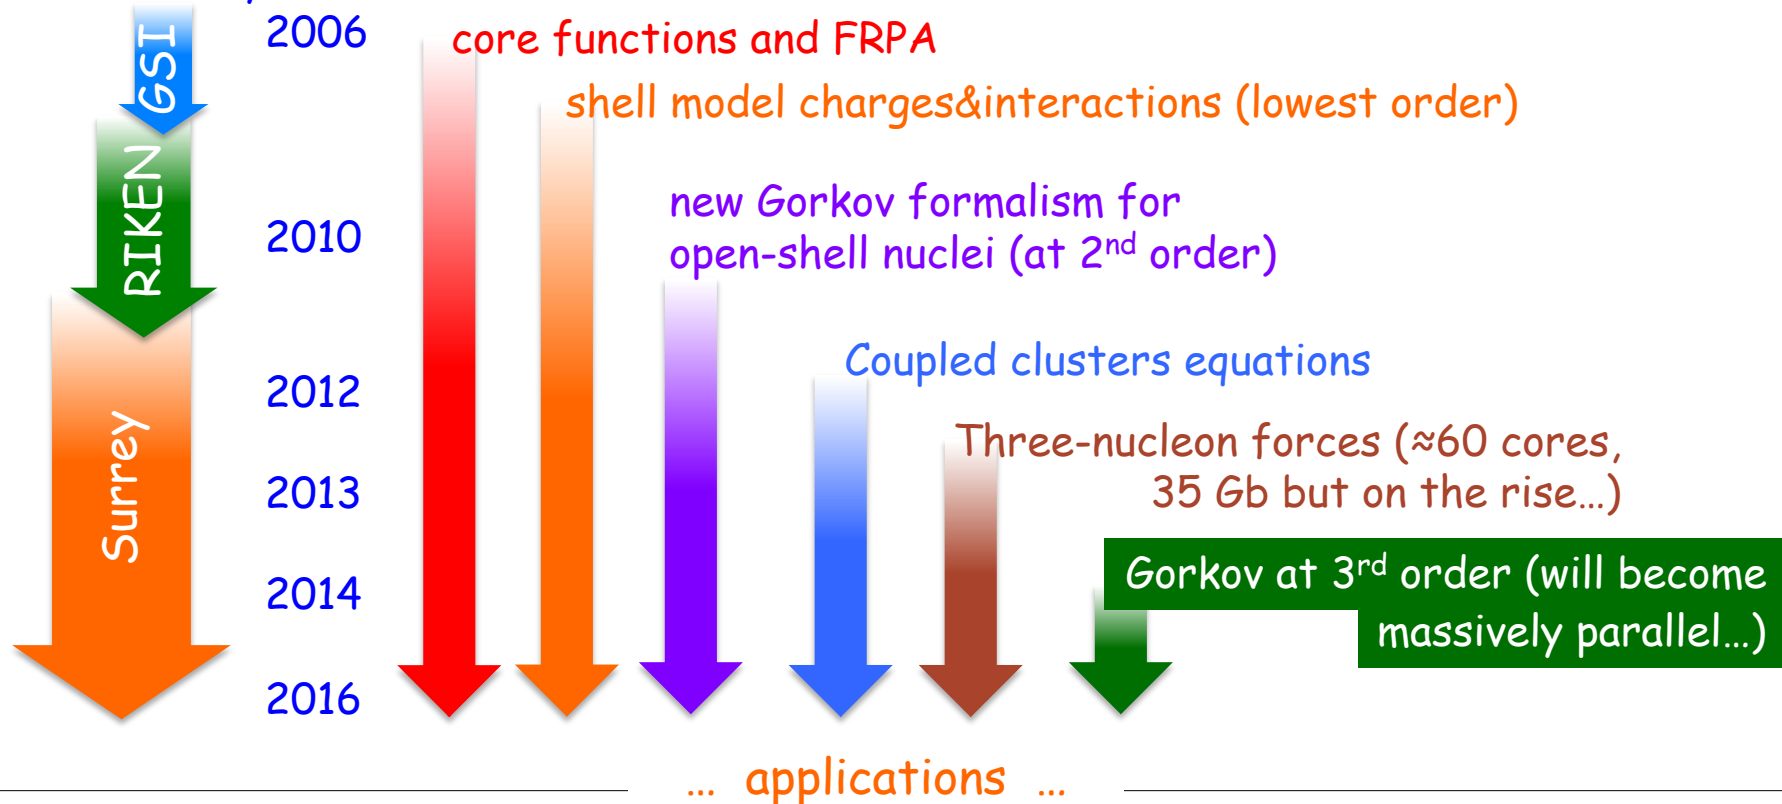 GSI
2006
core functions and FRPA
shell model charges&interactions (lowest order)
RIKEN
2010
new Gorkov formalism for
open-shell nuclei (at 2nd order)
Surrey
2012
Coupled clusters equations
2013
Three-nucleon forces (≈60 cores,
35 Gb but on the rise…)
2014
Gorkov at 3rd order (will become
massively parallel…)
2016
… applications …